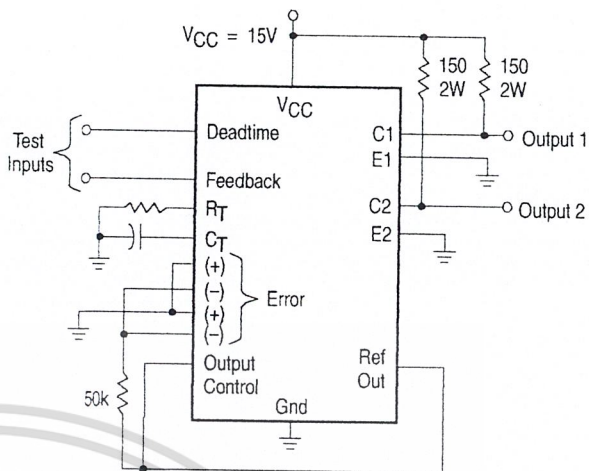 VCC = 15V
150
2W
150
2W
VCC
Test
Inputs
Deadtime
Feedback
RT
CT
(+)
(−)
(+)
(−)
Error
Output
Control
50k
Gnd
C1
E1
C2
E2
Ref
Out
Output 1
Output 2